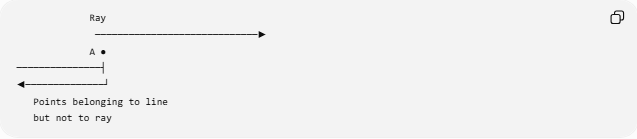 Ray
A
Points belonging to line
but not to ray